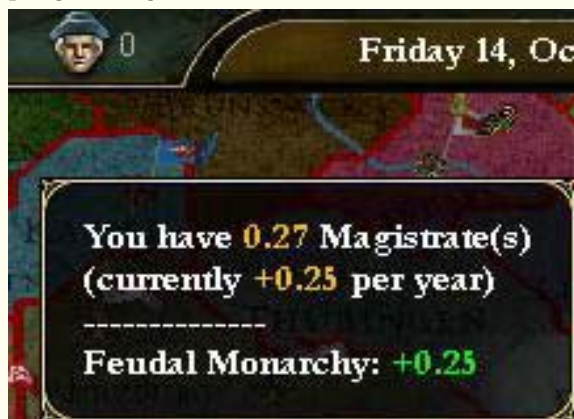 0
Friday 14, Oc
You have 0.27 Magistrate(s)
(currently +0.25 per year)
--------------
Feudal Monarchy: +0.25